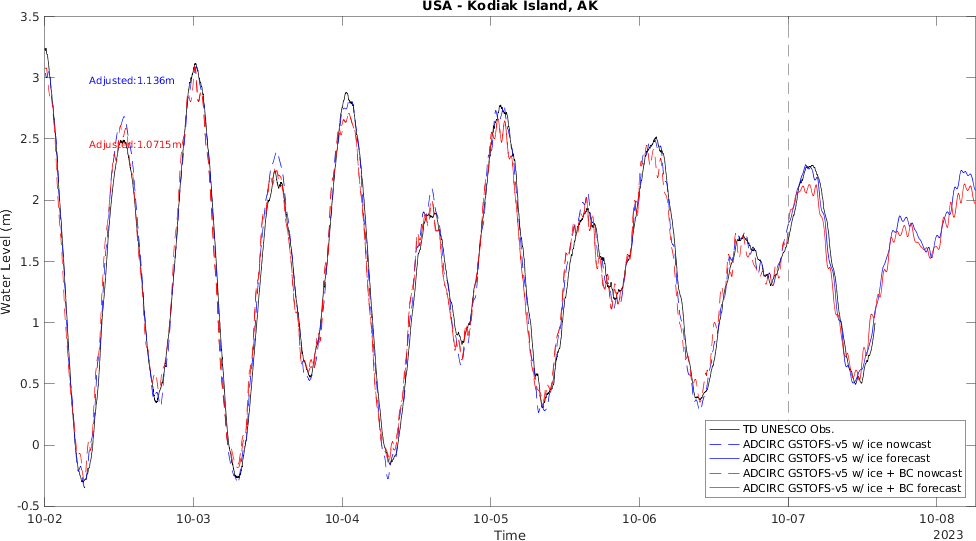 USA - Kodiak Island, AK
3.5
3
2.5
2
1.5
1
0.5
0
-0.5
Water Level (m)
Adjusted:1.136m
Adjusted:1.0715m
TD UNESCO Obs.
ADCIRC GSTOFS-v5 w/ ice nowcast
ADCIRC GSTOFS-v5 w/ ice forecast
ADCIRC GSTOFS-v5 w/ ice + BC nowcast
ADCIRC GSTOFS-v5 w/ ice + BC forecast
10-02 10-03 10-04 10-05 10-06 10-07 10-08
Time
2023